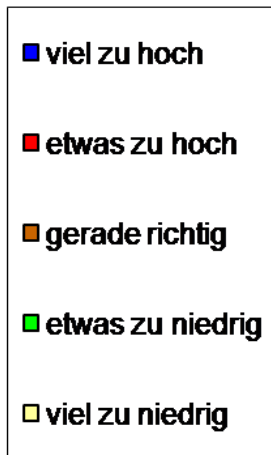 viel zu hoch
etwas zu hoch
gerade richtig
etwas zu niedrig
viel zu niedrig